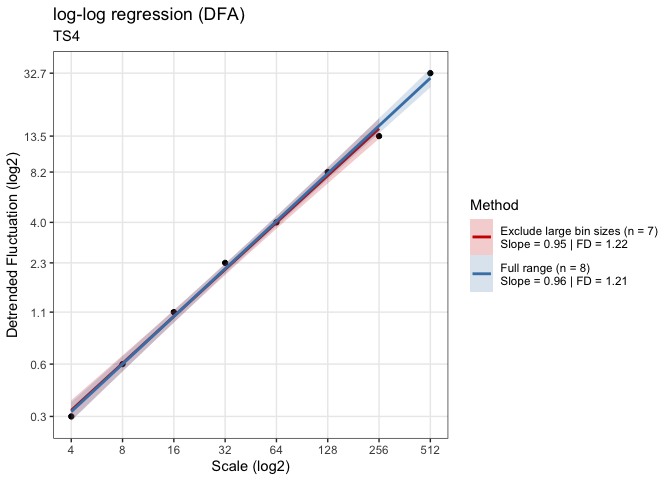 log-log regression (DFA)
TS4
Detrended Fluctuation (log2)
32.7
13.5
8.2
4.0
2.3
1.1
0.6
0.3
4 8 16 32 64 128 256 512
Scale (log2)
Method
Exclude large bin sizes (n = 7)
Slope = 0.95 | FD = 1.22
Full range (n = 8)
Slope = 0.96 | FD = 1.21